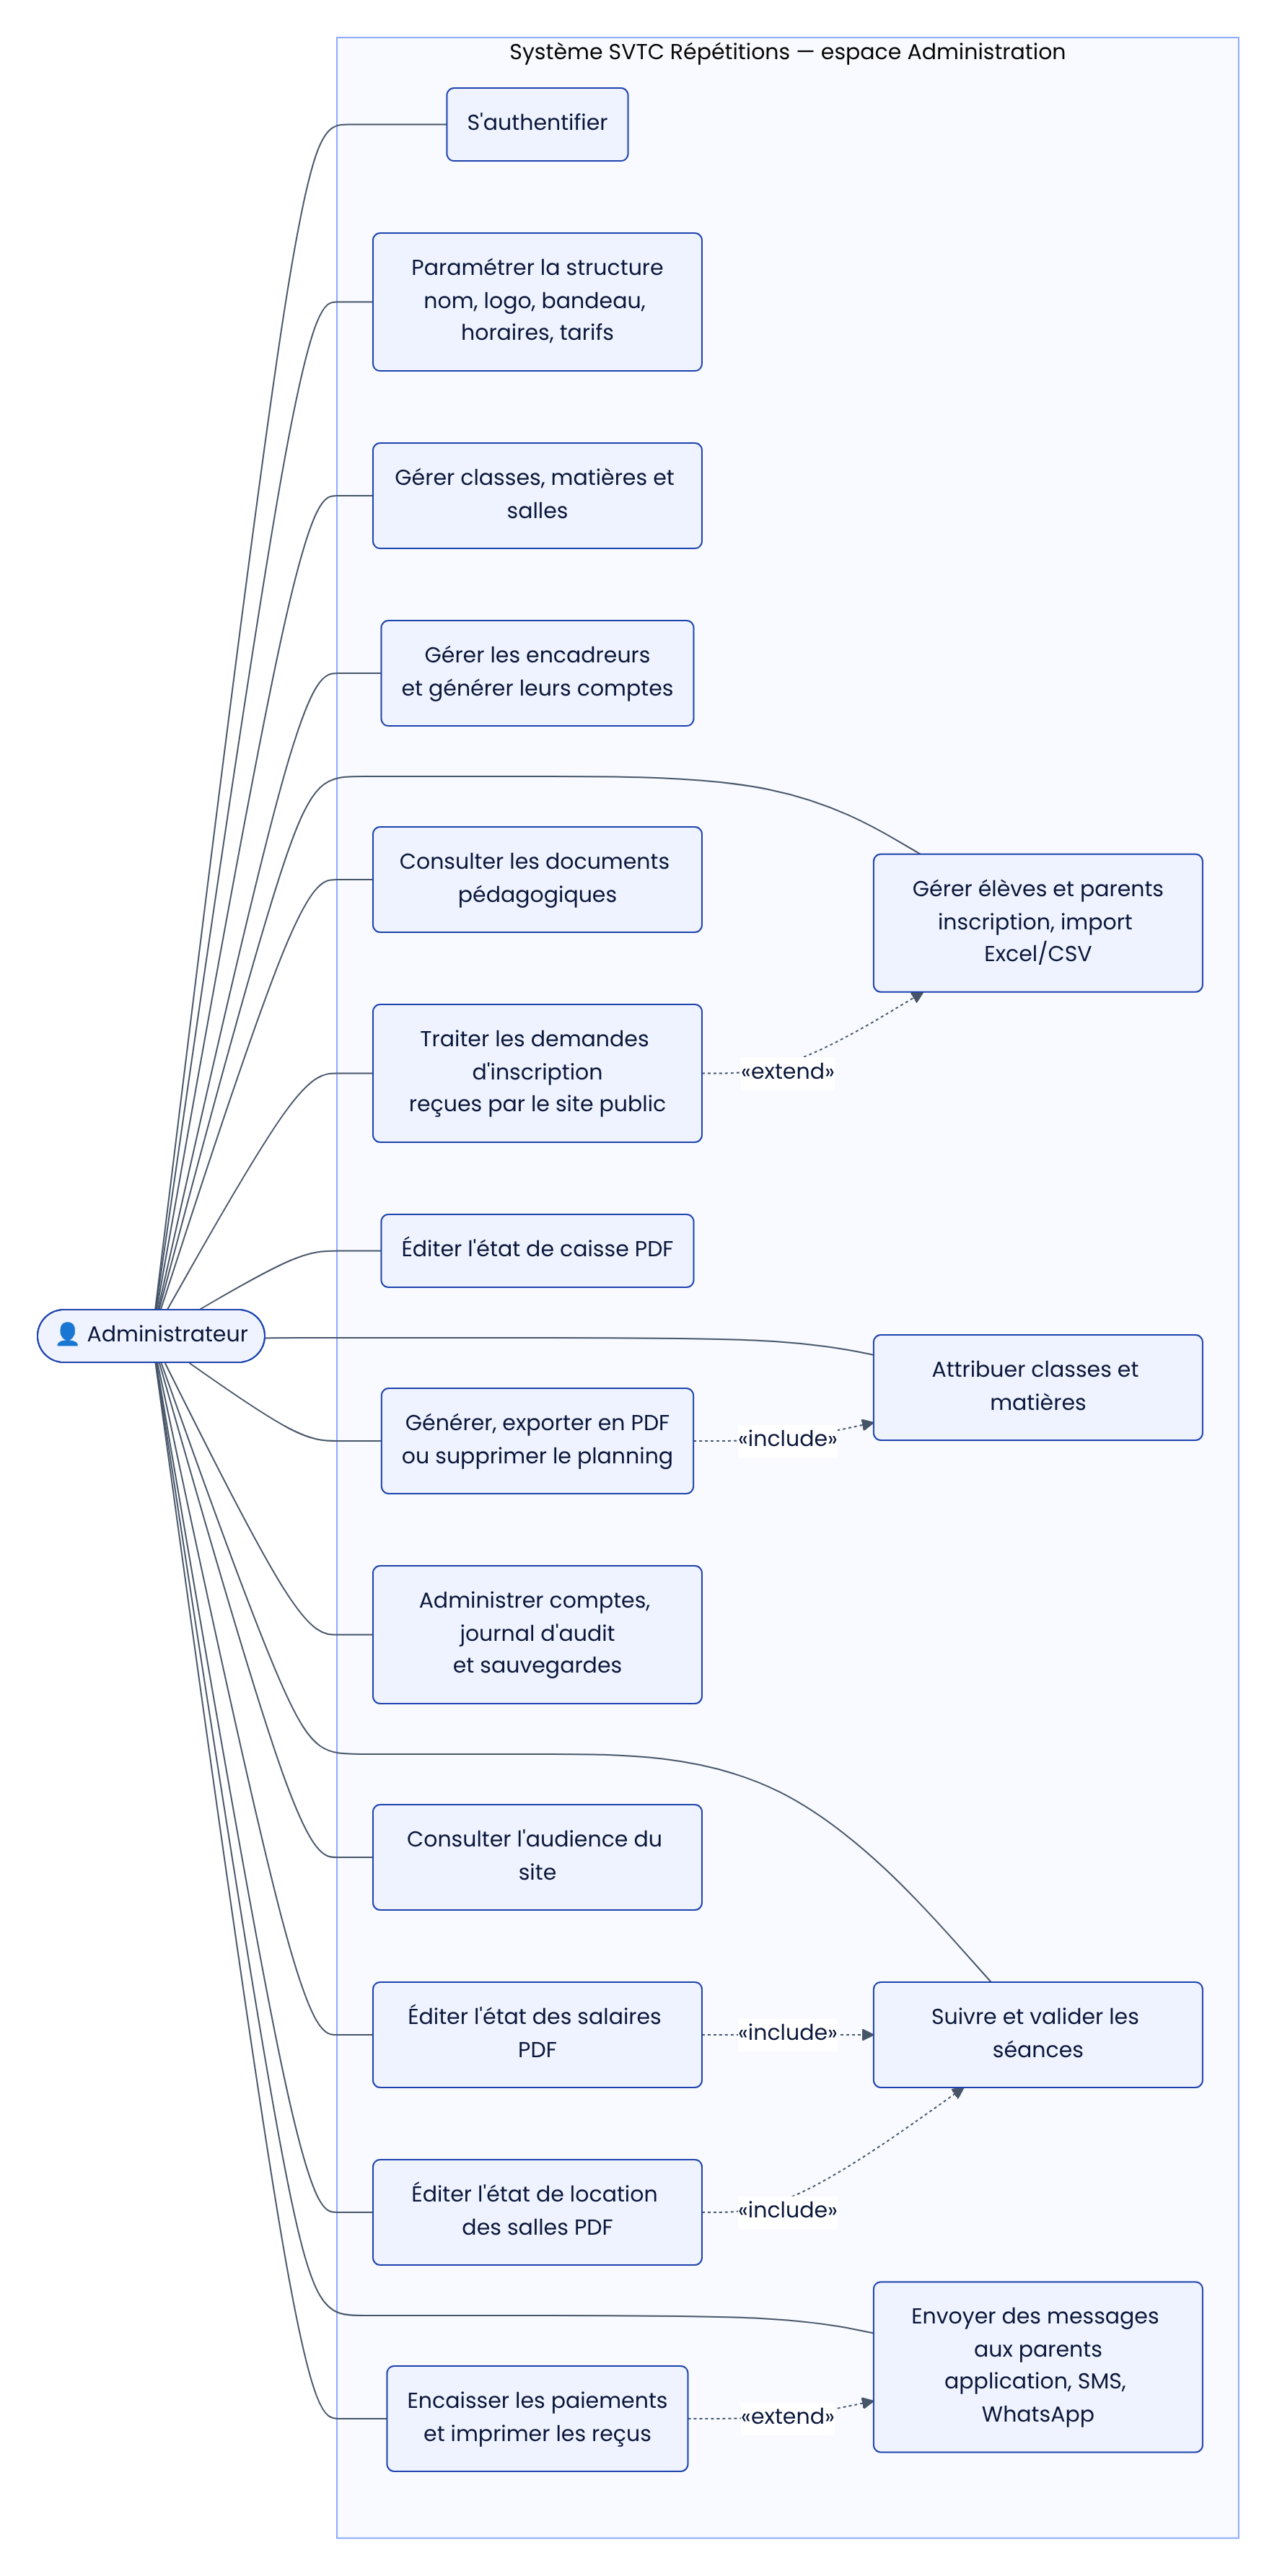 Système SVTC Répétitions — espace Administration
S'authentifier
Paramétrer la structure
nom, logo, bandeau,
horaires, tarifs
Gérer classes, matières et
salles
Gérer les encadreurs
et générer leurs comptes
Consulter les documents
pédagogiques
Gérer élèves et parents
inscription, import
Excel/CSV
Traiter les demandes
d'inscription
reçues par le site public
«extend»
Éditer l'état de caisse PDF
Administrateur
Attribuer classes et
matières
Générer, exporter en PDF
ou supprimer le planning
«include»
Administrer comptes,
journal d'audit
et sauvegardes
Consulter l'audience du
site
Éditer l'état des salaires
PDF
«include»
Suivre et valider les
séances
Éditer l'état de location
des salles PDF
«include»
Envoyer des messages
aux parents
application, SMS,
WhatsApp
Encaisser les paiements
et imprimer les reçus
«extend»